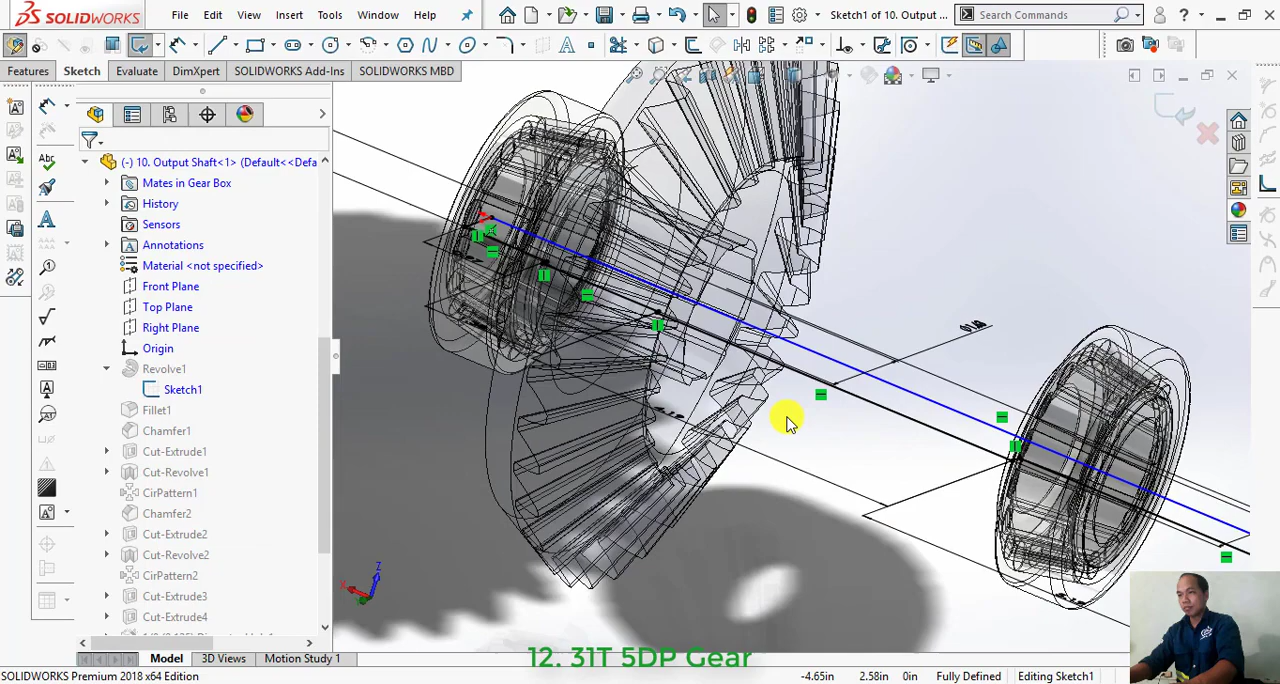 SOLIDWORKS
File Edit View Insert Tools Window Help
Sketch1 of 10. Output ...
Search Commands
?
Features Sketch Evaluate DimXpert SOLIDWORKS Add-Ins SOLIDWORKS MBD
(-) 10. Output Shaft<1> (Default<<Defa
Mates in Gear Box
History
Sensors
Annotations
Material <not specified>
Front Plane
Top Plane
Right Plane
Origin
Revolve1
Sketch1
Fillet1
Chamfer1
Cut-Extrude1
Cut-Revolve1
CirPattern1
Chamfer2
Cut-Extrude2
Cut-Revolve2
CirPattern2
Cut-Extrude3
Cut-Extrude4
Abc
Z
X
12. 31T 5DP Gear
Model 3D Views Motion Study 1
SOLIDWORKS Premium 2018 x64 Edition
-4.65in 2.58in 0in Fully Defined Editing Sketch1